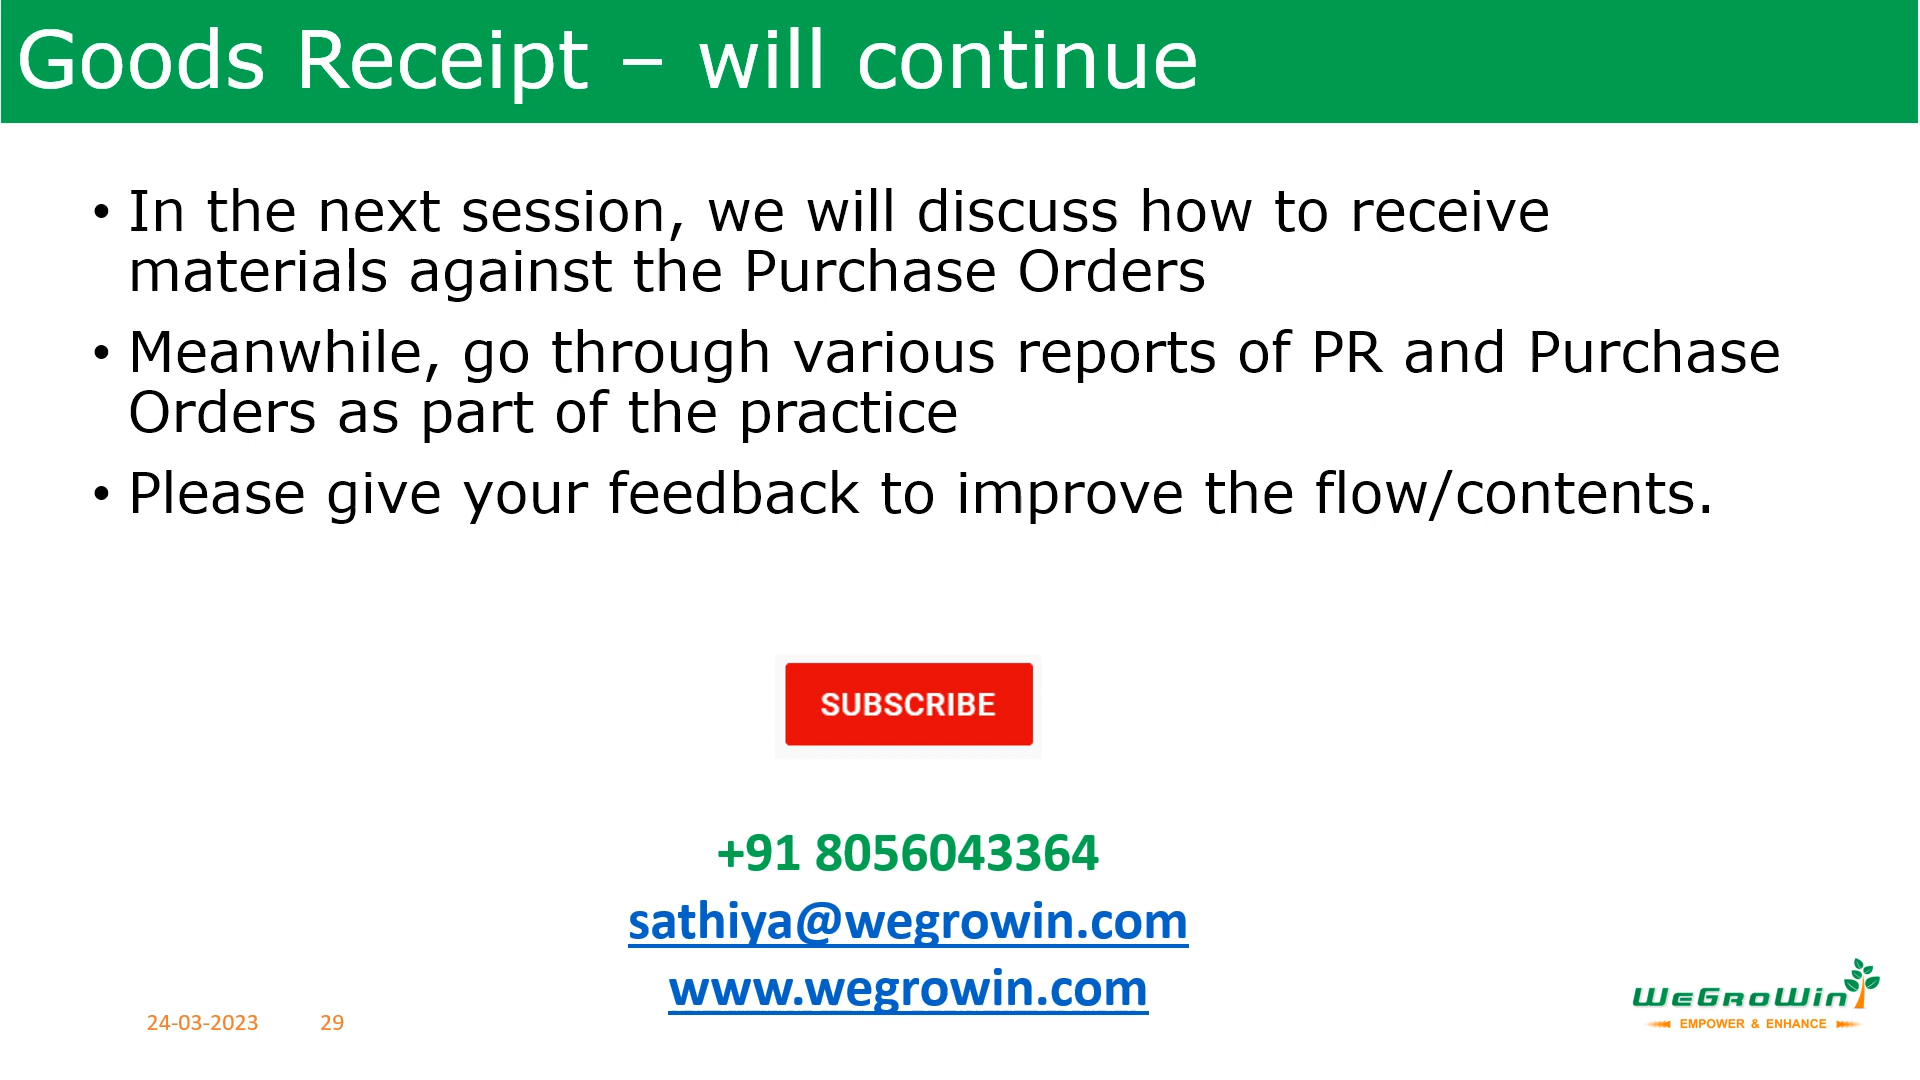 Goods Receipt – will continue
• In the next session, we will discuss how to receive
materials against the Purchase Orders
• Meanwhile, go through various reports of PR and Purchase
Orders as part of the practice
• Please give your feedback to improve the flow/contents.
SUBSCRIBE
+91 8056043364
sathiya@wegrowin.com
www.wegrowin.com
24-03-2023 29
WeGroWin
EMPOWER & ENHANCE